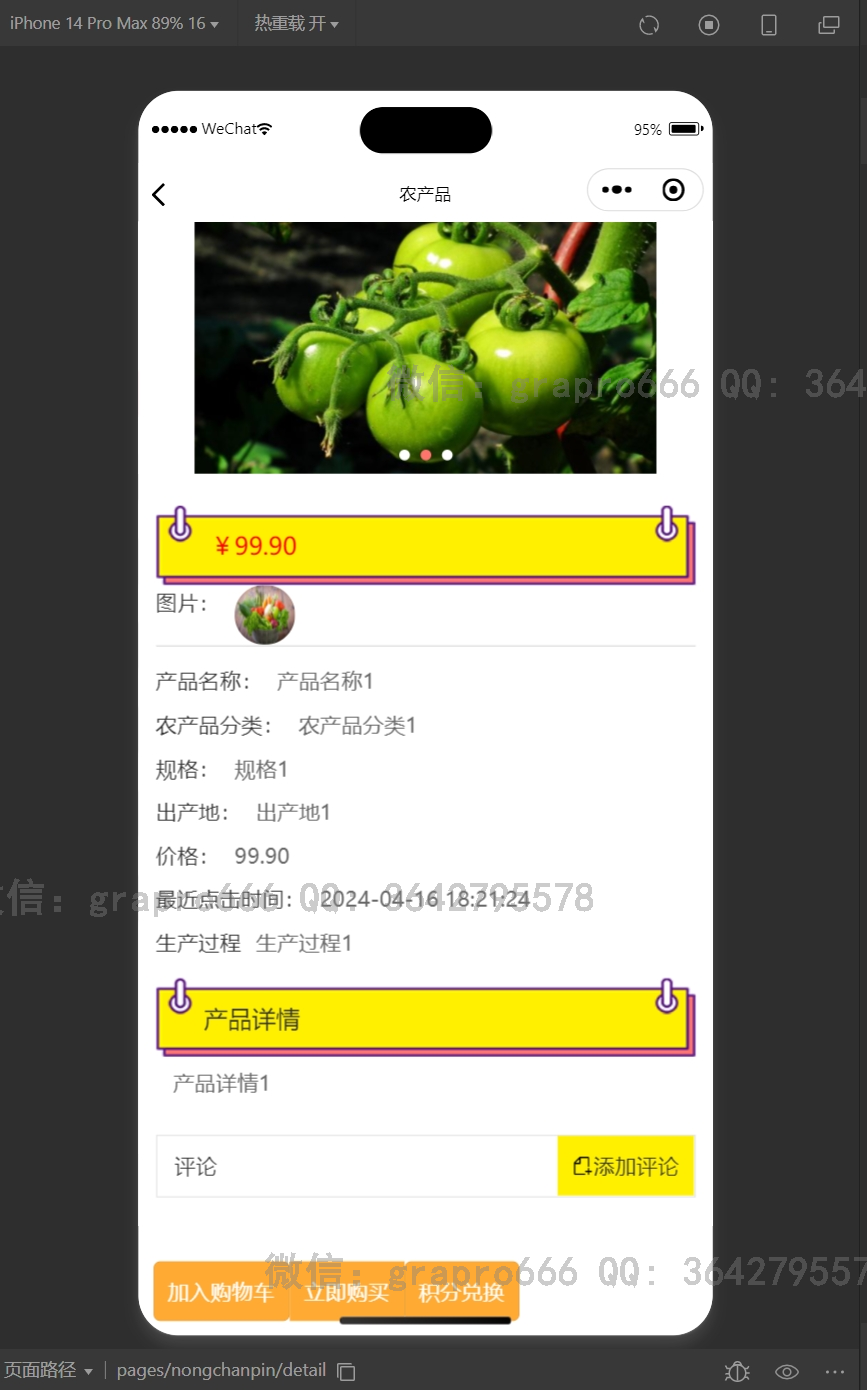 iPhone 14 Pro Max 89% 16 热重载 开
WeChat 95%
农产品
微信: grapro666 QQ: 364
￥99.90
图片：
产品名称： 产品名称1
农产品分类： 农产品分类1
规格： 规格1
出产地： 出产地1
价格： 99.90
微信: grapro666 QQ: 3642795578
最近点击时间： 2024-04-16 18:21:24
生产过程 生产过程1
产品详情
产品详情1
评论 添加评论
微信: grapro666 QQ: 364279557
加入购物车 立即购买 积分兑换
页面路径 pages/nongchanpin/detail